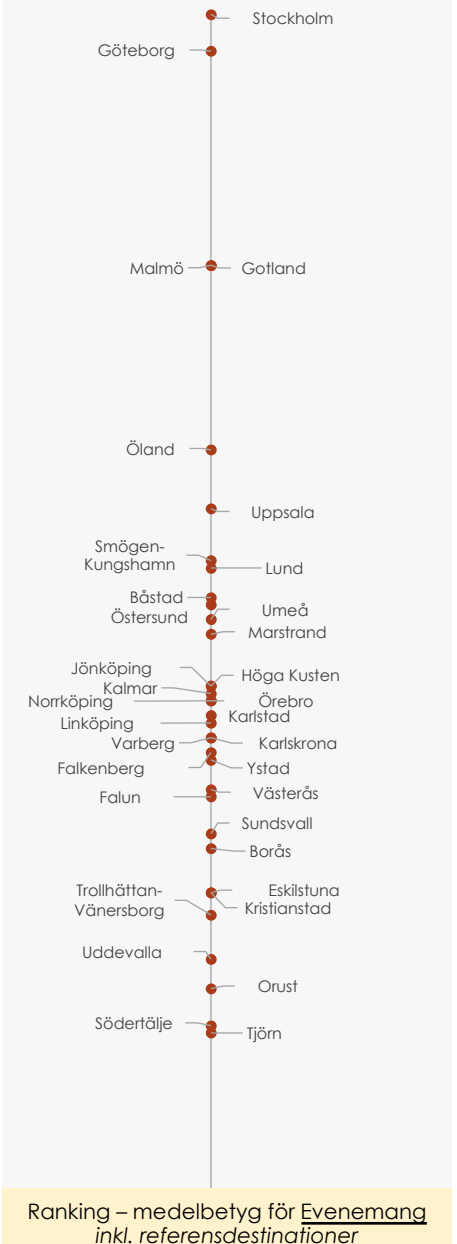 Stockholm
Göteborg
Malmö
Gotland
Öland
Uppsala
Smögen-
Kungshamn
Lund
Båstad
Umeå
Östersund
Marstrand
Jönköping
Höga Kusten
Kalmar
Norrköping
Örebro
Karlstad
Linköping
Varberg
Karlskrona
Falkenberg
Ystad
Västerås
Falun
Sundsvall
Borås
Trollhättan-
Vänersborg
Eskilstuna
Kristianstad
Uddevalla
Orust
Södertälje
Tjörn
Ranking – medelbetyg för Evenemang
inkl. referensdestinationer